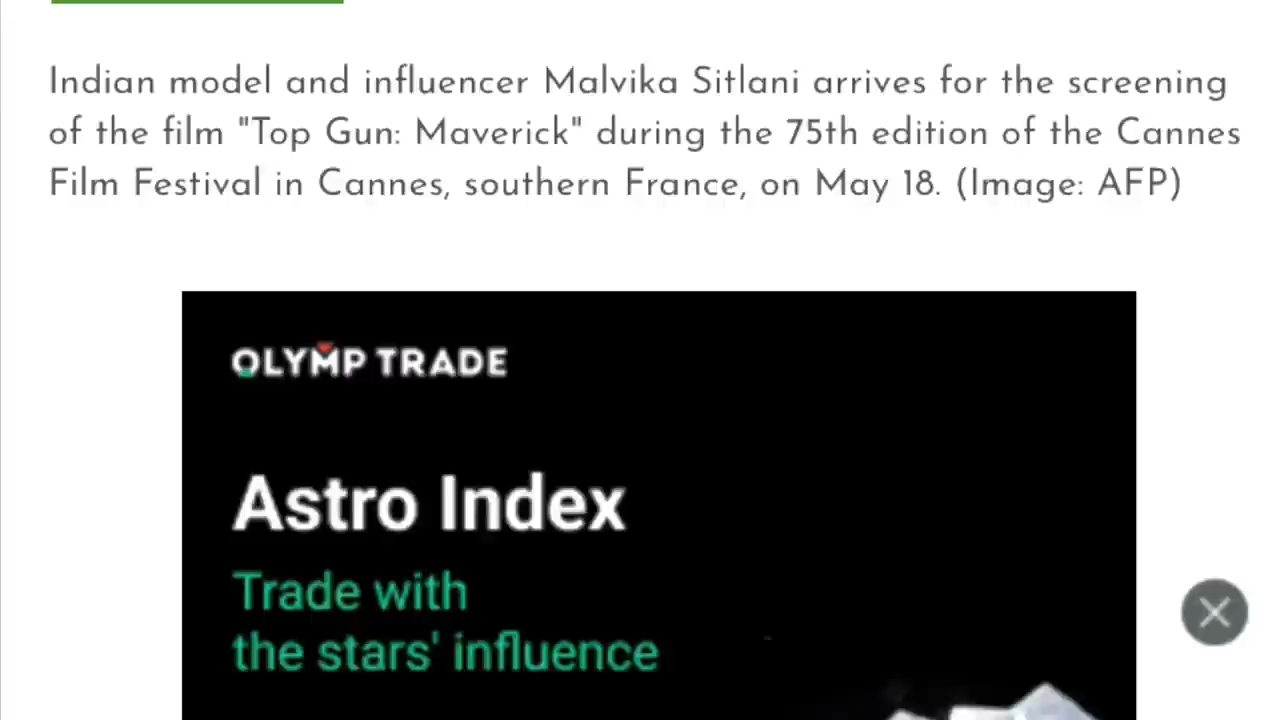 Indian model and influencer Malvika Sitlani arrives for the screening
of the film "Top Gun: Maverick" during the 75th edition of the Cannes
Film Festival in Cannes, southern France, on May 18. (Image: AFP)
OLYMP TRADE
Astro Index
Trade with
the stars' influence